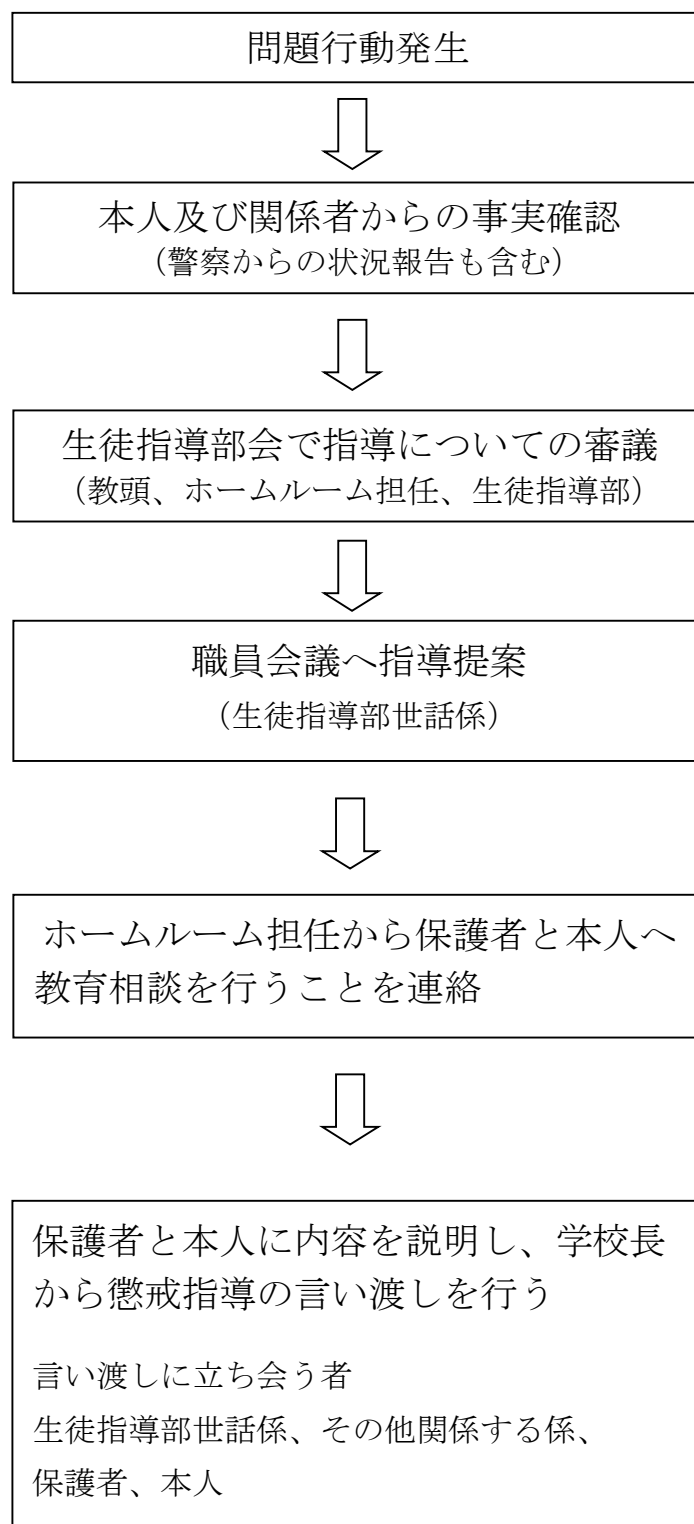 問題行動発生
本人及び関係者からの事実確認
（警察からの状況報告も含む）
生徒指導部会で指導についての審議
（教頭、ホームルーム担任、生徒指導部）
職員会議へ指導提案
（生徒指導部世話係）
ホームルーム担任から保護者と本人へ
教育相談を行うことを連絡
保護者と本人に内容を説明し、学校長
から懲戒指導の言い渡しを行う
言い渡しに立ち会う者
生徒指導部世話係、その他関係する係、
保護者、本人